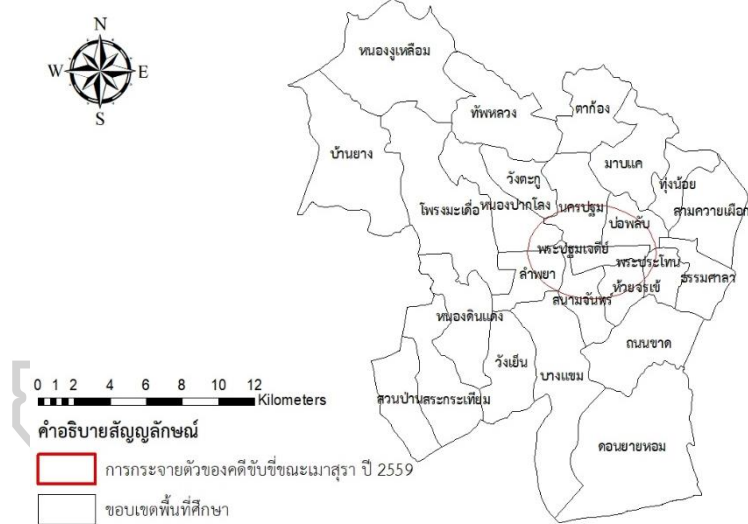 N
W E
S
หนองงูเหลือม
ทัพหลวง
ตาก้อง
บ้านยาง
วังตะกู
มาบแค
ทุ่งน้อย
โพรงมะเดื่อ
หนองปากโลง
นครปฐม
สามควายเผือก
บ่อพลับ
พระปฐมเจดีย์
พระประโทน
ลำพยา
ธรรมศาลา
ห้วยจรเข้
สนามจันทร์
หนองดินแดง
ถนนขาด
วังเย็น
บางแขม
สวนป่าน
สระกะเทียม
ดอนยายหอม
0 1 2 4 6 8 10 12
Kilometers
คำอธิบายสัญญลักษณ์
การกระจายตัวของคดีขับขี่ขณะเมาสุรา ปี 2559
ขอบเขตพื้นที่ศึกษา